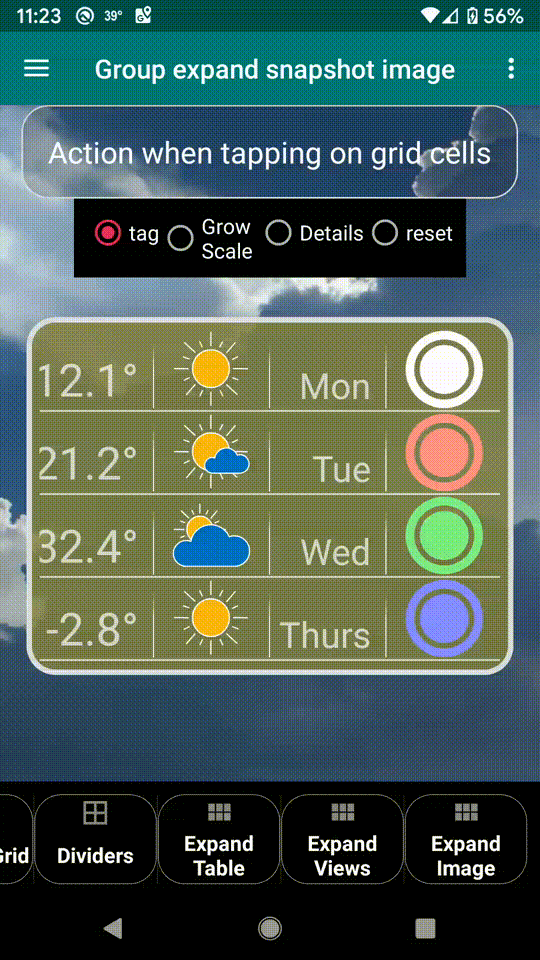 11:23 39° 56%
Group expand snapshot image
Action when tapping on grid cells
tag Grow Scale Details reset
12.1° Mon
21.2° Tue
32.4° Wed
-2.8° Thurs
Grid Dividers Expand Table Expand Views Expand Image